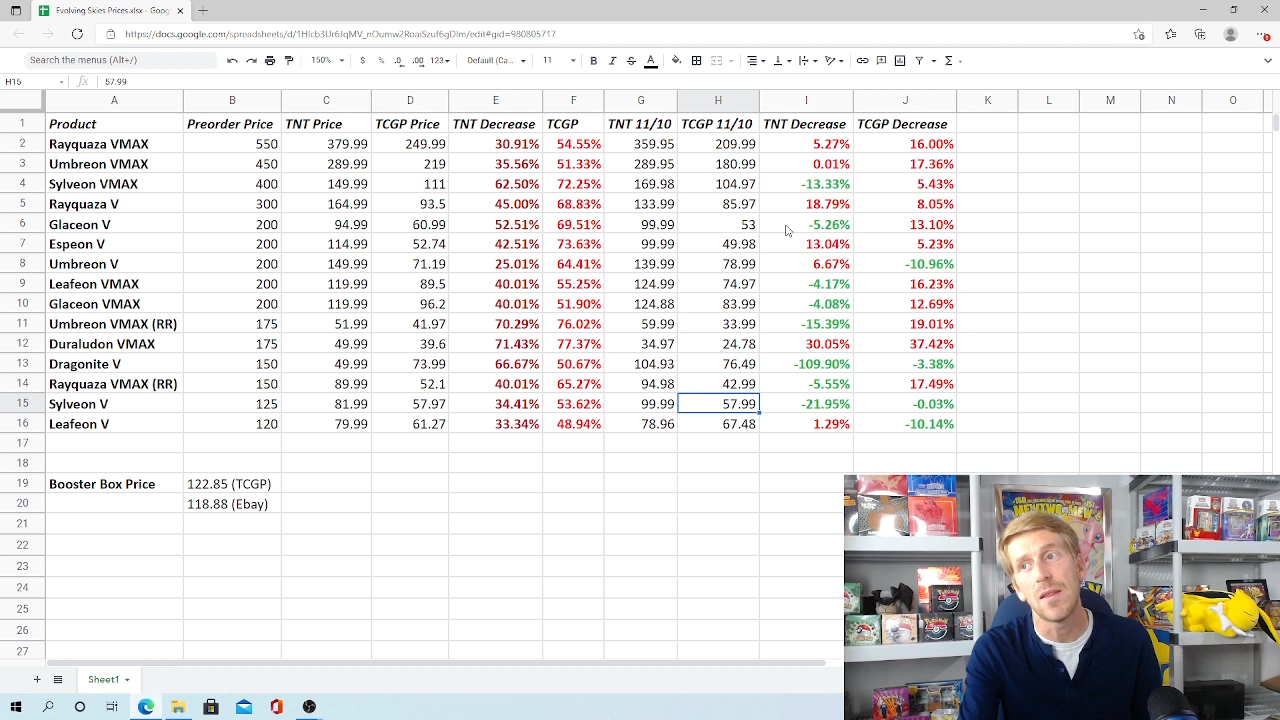 Evolving Skies Prices.xlsx - Goog
https://docs.google.com/spreadsheets/d/1Hlcb3Ur6JqMV_nOumw2RoaiSzuf6gDlm/edit#gid=980805717
Search the menus (Alt+/) 150% $ % .0 .00 123 Default (Ca... 11 B I S A
H15 fx 57.99
A B C D E F G H I J K L M N O
1 Product Preorder Price TNT Price TCGP Price TNT Decrease TCGP TNT 11/10 TCGP 11/10 TNT Decrease TCGP Decrease
2 Rayquaza VMAX 550 379.99 249.99 30.91% 54.55% 359.95 209.99 5.27% 16.00%
3 Umbreon VMAX 450 289.99 219 35.56% 51.33% 289.95 180.99 0.01% 17.36%
4 Sylveon VMAX 400 149.99 111 62.50% 72.25% 169.98 104.97 -13.33% 5.43%
5 Rayquaza V 300 164.99 93.5 45.00% 68.83% 133.99 85.97 18.79% 8.05%
6 Glaceon V 200 94.99 60.99 52.51% 69.51% 99.99 53 -5.26% 13.10%
7 Espeon V 200 114.99 52.74 42.51% 73.63% 99.99 49.98 13.04% 5.23%
8 Umbreon V 200 149.99 71.19 25.01% 64.41% 139.99 78.99 6.67% -10.96%
9 Leafeon VMAX 200 119.99 89.5 40.01% 55.25% 124.99 74.97 -4.17% 16.23%
10 Glaceon VMAX 200 119.99 96.2 40.01% 51.90% 124.88 83.99 -4.08% 12.69%
11 Umbreon VMAX (RR) 175 51.99 41.97 70.29% 76.02% 59.99 33.99 -15.39% 19.01%
12 Duraludon VMAX 175 49.99 39.6 71.43% 77.37% 34.97 24.78 30.05% 37.42%
13 Dragonite V 150 49.99 73.99 66.67% 50.67% 104.93 76.49 -109.90% -3.38%
14 Rayquaza VMAX (RR) 150 89.99 52.1 40.01% 65.27% 94.98 42.99 -5.55% 17.49%
15 Sylveon V 125 81.99 57.97 34.41% 53.62% 99.99 57.99 -21.95% -0.03%
16 Leafeon V 120 79.99 61.27 33.34% 48.94% 78.96 67.48 1.29% -10.14%
17
18
19 Booster Box Price 122.85 (TCGP)
20 118.88 (Ebay)
21
22
23
24
25
26
27
Sheet1